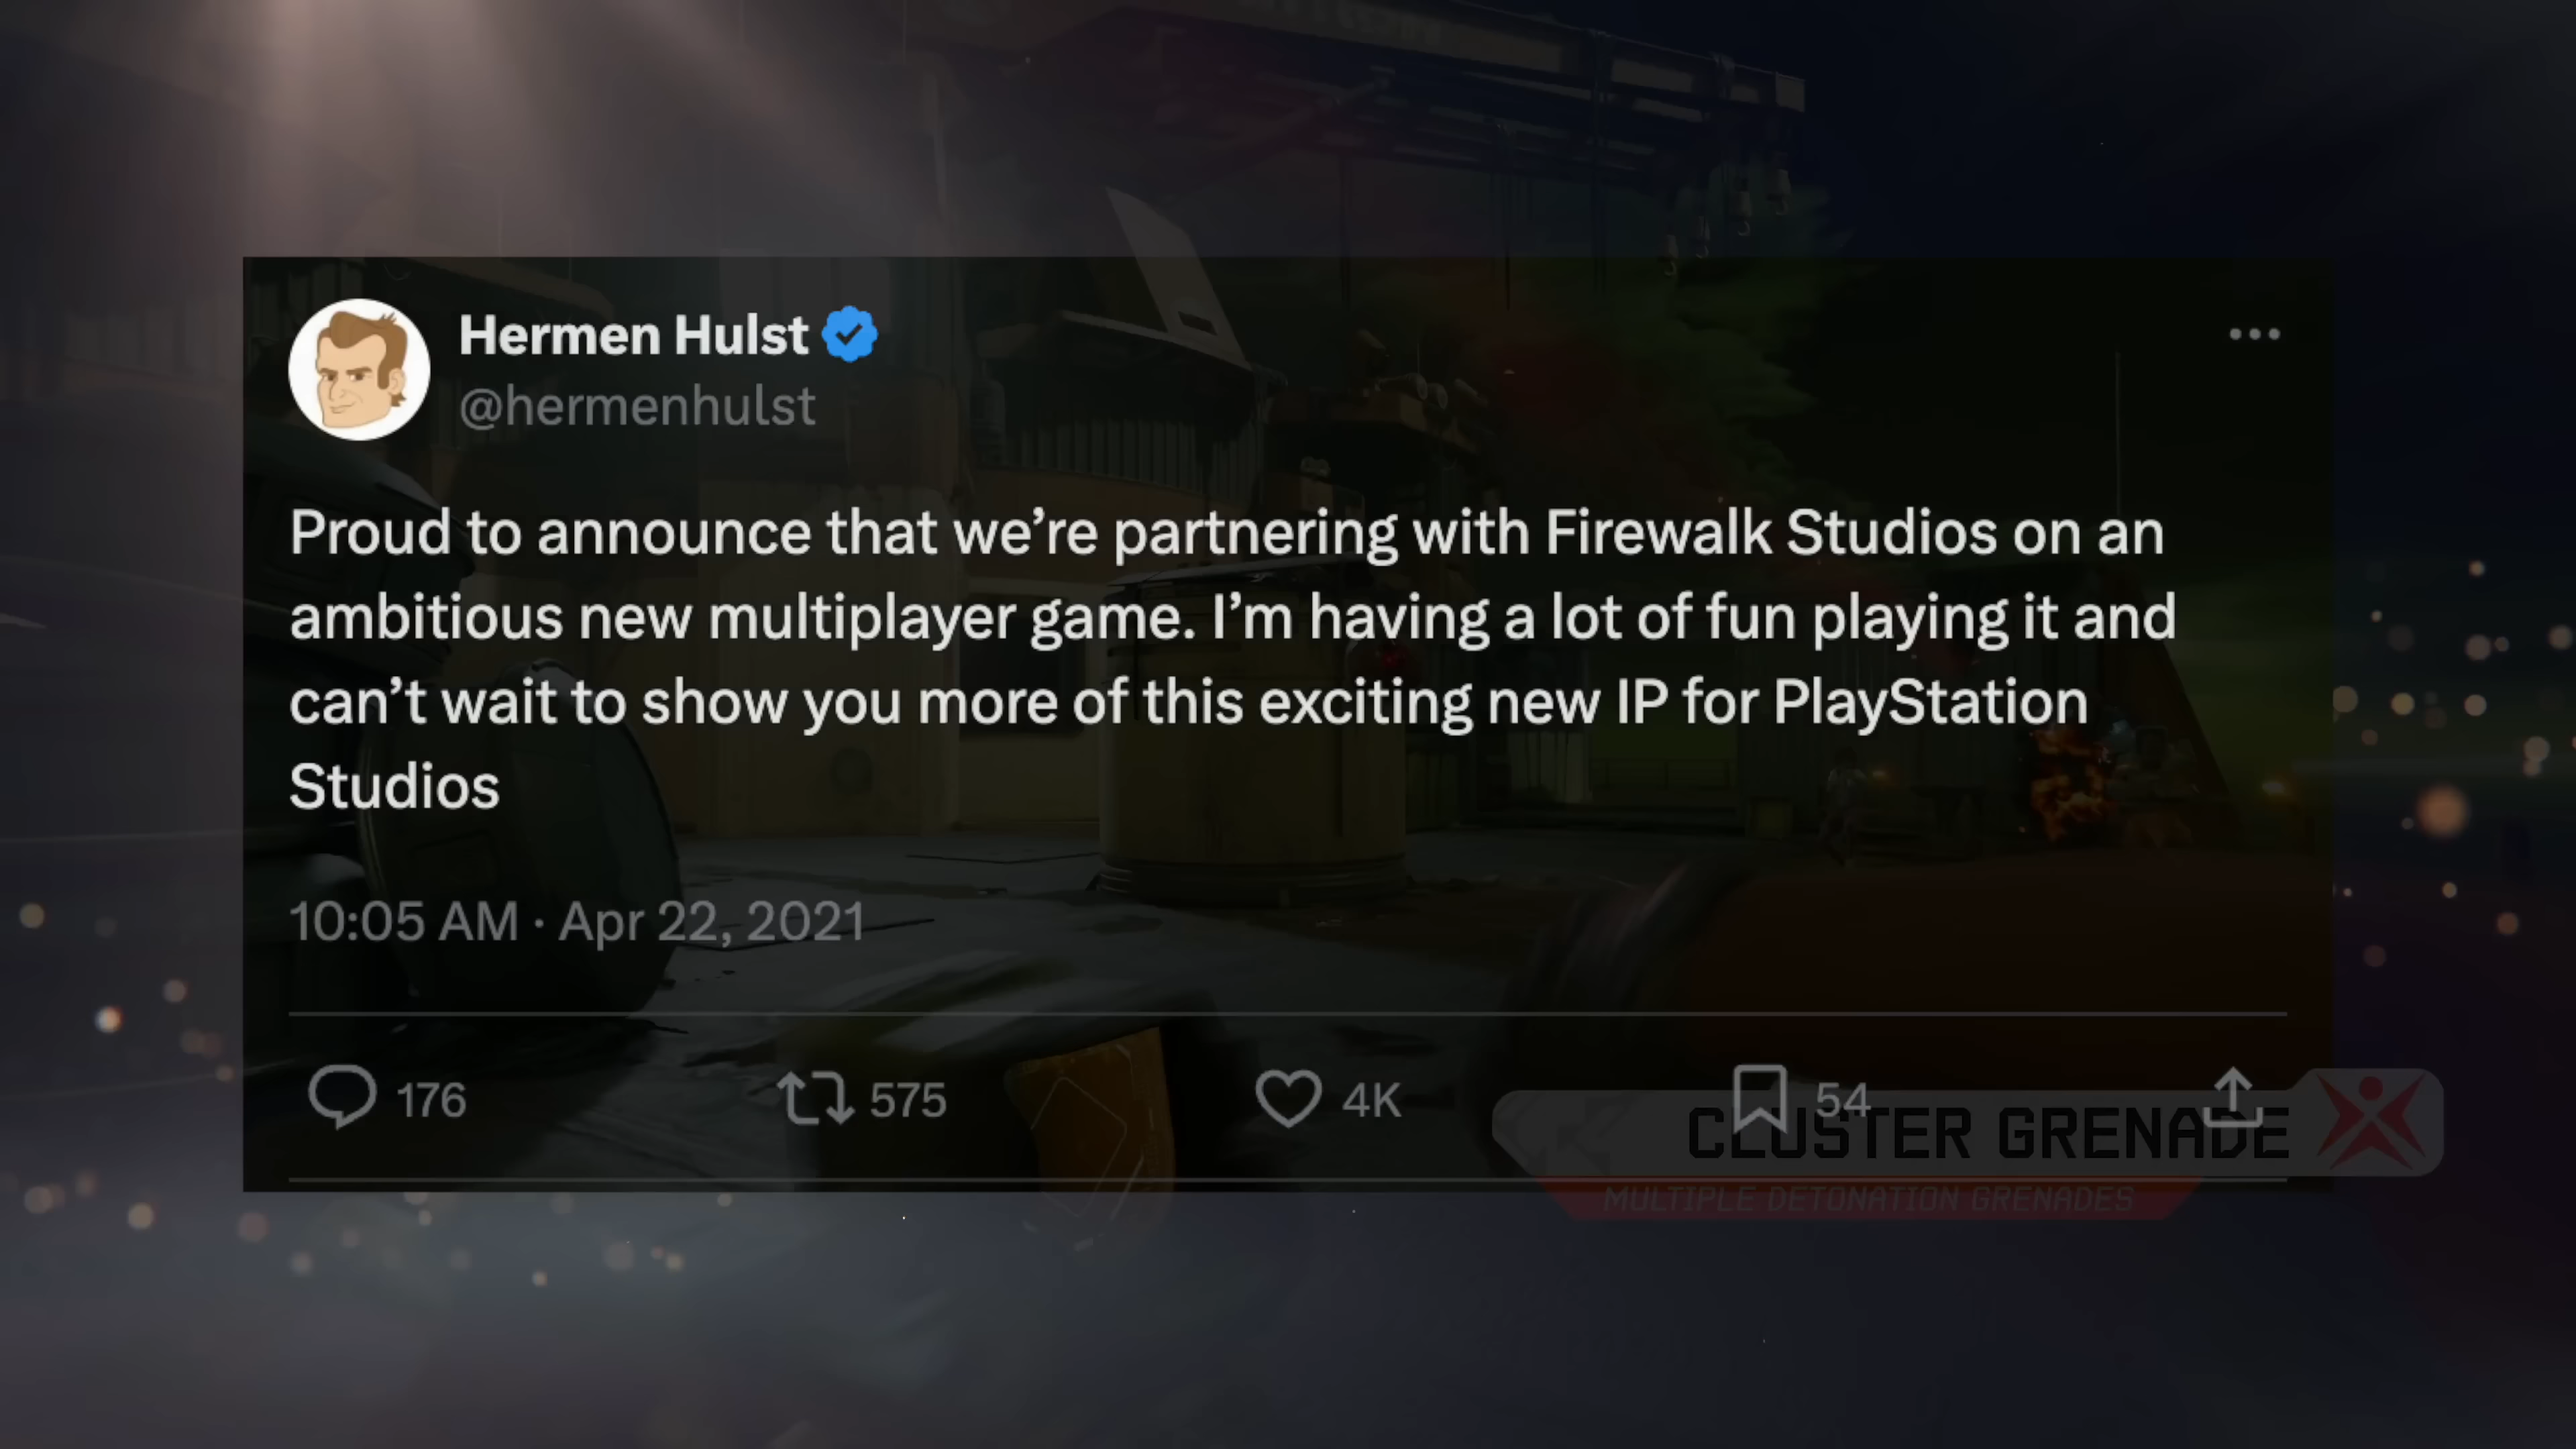 Hermen Hulst
@hermenhulst
Proud to announce that we’re partnering with Firewalk Studios on an
ambitious new multiplayer game. I’m having a lot of fun playing it and
can’t wait to show you more of this exciting new IP for PlayStation
Studios
10:05 AM · Apr 22, 2021
176 575 4K 54
CLUSTER GRENADE
MULTIPLE DETONATION GRENADES